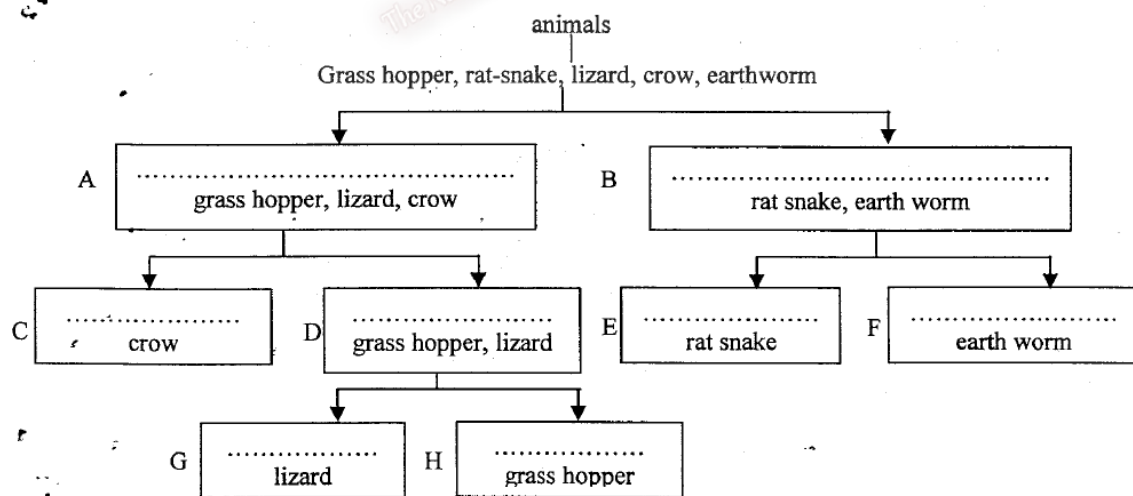 animals
Grass hopper, rat-snake, lizard, crow, earthworm
A ..........................................
grass hopper, lizard, crow
B ..........................................
rat snake, earth worm
C ....................
crow
D ......................
grass hopper, lizard
E ....................
rat snake
F .......................
earth worm
G .................
lizard
H ..............
grass hopper